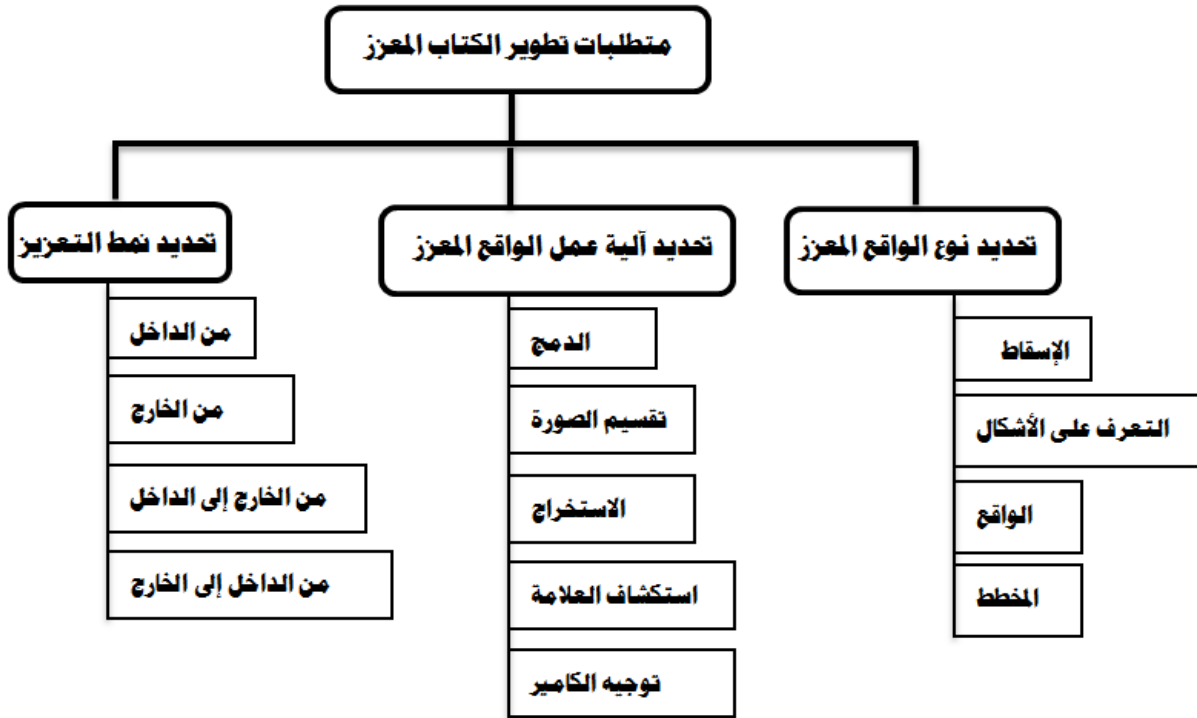 متطلبات تطوير الكتاب المعزز
تحديد نوع الواقع المعزز
الإسقاط
التعرف على الأشكال
الواقع
المخطط
تحديد آلية عمل الواقع المعزز
الدمج
تقسيم الصورة
الاستخراج
استكشاف العلامة
توجيه الكامير
تحديد نمط التعزيز
من الداخل
من الخارج
من الخارج إلى الداخل
من الداخل إلى الخارج